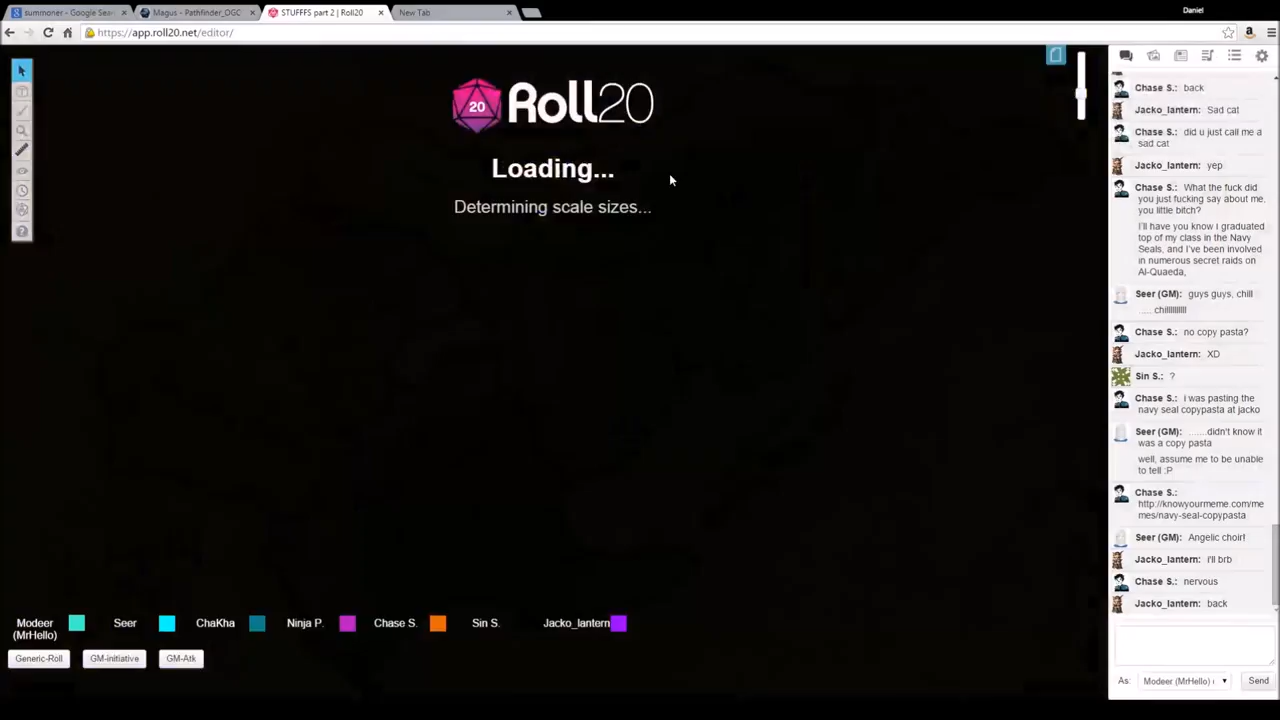 summoner - Google Sea
Magus - Pathfinder_OGC
STUFFFS part 2 | Roll20
New Tab
Daniel
https://app.roll20.net/editor/
20 Roll20
Loading...
Determining scale sizes...
Chase S.: back
Jacko_lantern: Sad cat
Chase S.: did u just call me a
sad cat
Jacko_lantern: yep
Chase S.: What the fuck did
you just fucking say about me,
you little bitch?
I'll have you know i graduated
top of my class in the Navy
Seals, and I've been involved
in numerous secret raids on
Al-Quaeda,
Seer (GM): guys guys, chill
..... chillllllllll
Chase S.: no copy pasta?
Jacko_lantern: XD
Sin S.: ?
Chase S.: i was pasting the
navy seal copypasta at jacko
Seer (GM): .......didn't know it
was a copy pasta
well, assume me to be unable
to tell :P
Chase S.:
http://knowyourmeme.com/me
mes/navy-seal-copypasta
Seer (GM): Angelic choir!
Jacko_lantern: i'll brb
Chase S.: nervous
Jacko_lantern: back
Modeer
(MrHello)
Seer
ChaKha
Ninja P.
Chase S.
Sin S.
Jacko_lantern
Generic-Roll
GM-initiative
GM-Atk
As:
Modeer (MrHello) (
Send